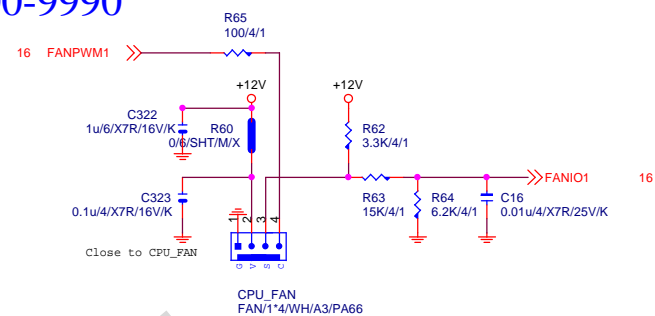 0-9990
R65
100/4/1
16 FANPWM1
+12V
+12V
C322
1u/6/X7R/16V/K
R60
0/6/SHT/M/X
R62
3.3K/4/1
FANIO1 16
C323
0.1u/4/X7R/16V/K
R63
15K/4/1
R64
6.2K/4/1
C16
0.01u/4/X7R/25V/K
1 2 3 4
Close to CPU_FAN
G V S C
CPU_FAN
FAN/1*4/WH/A3/PA66